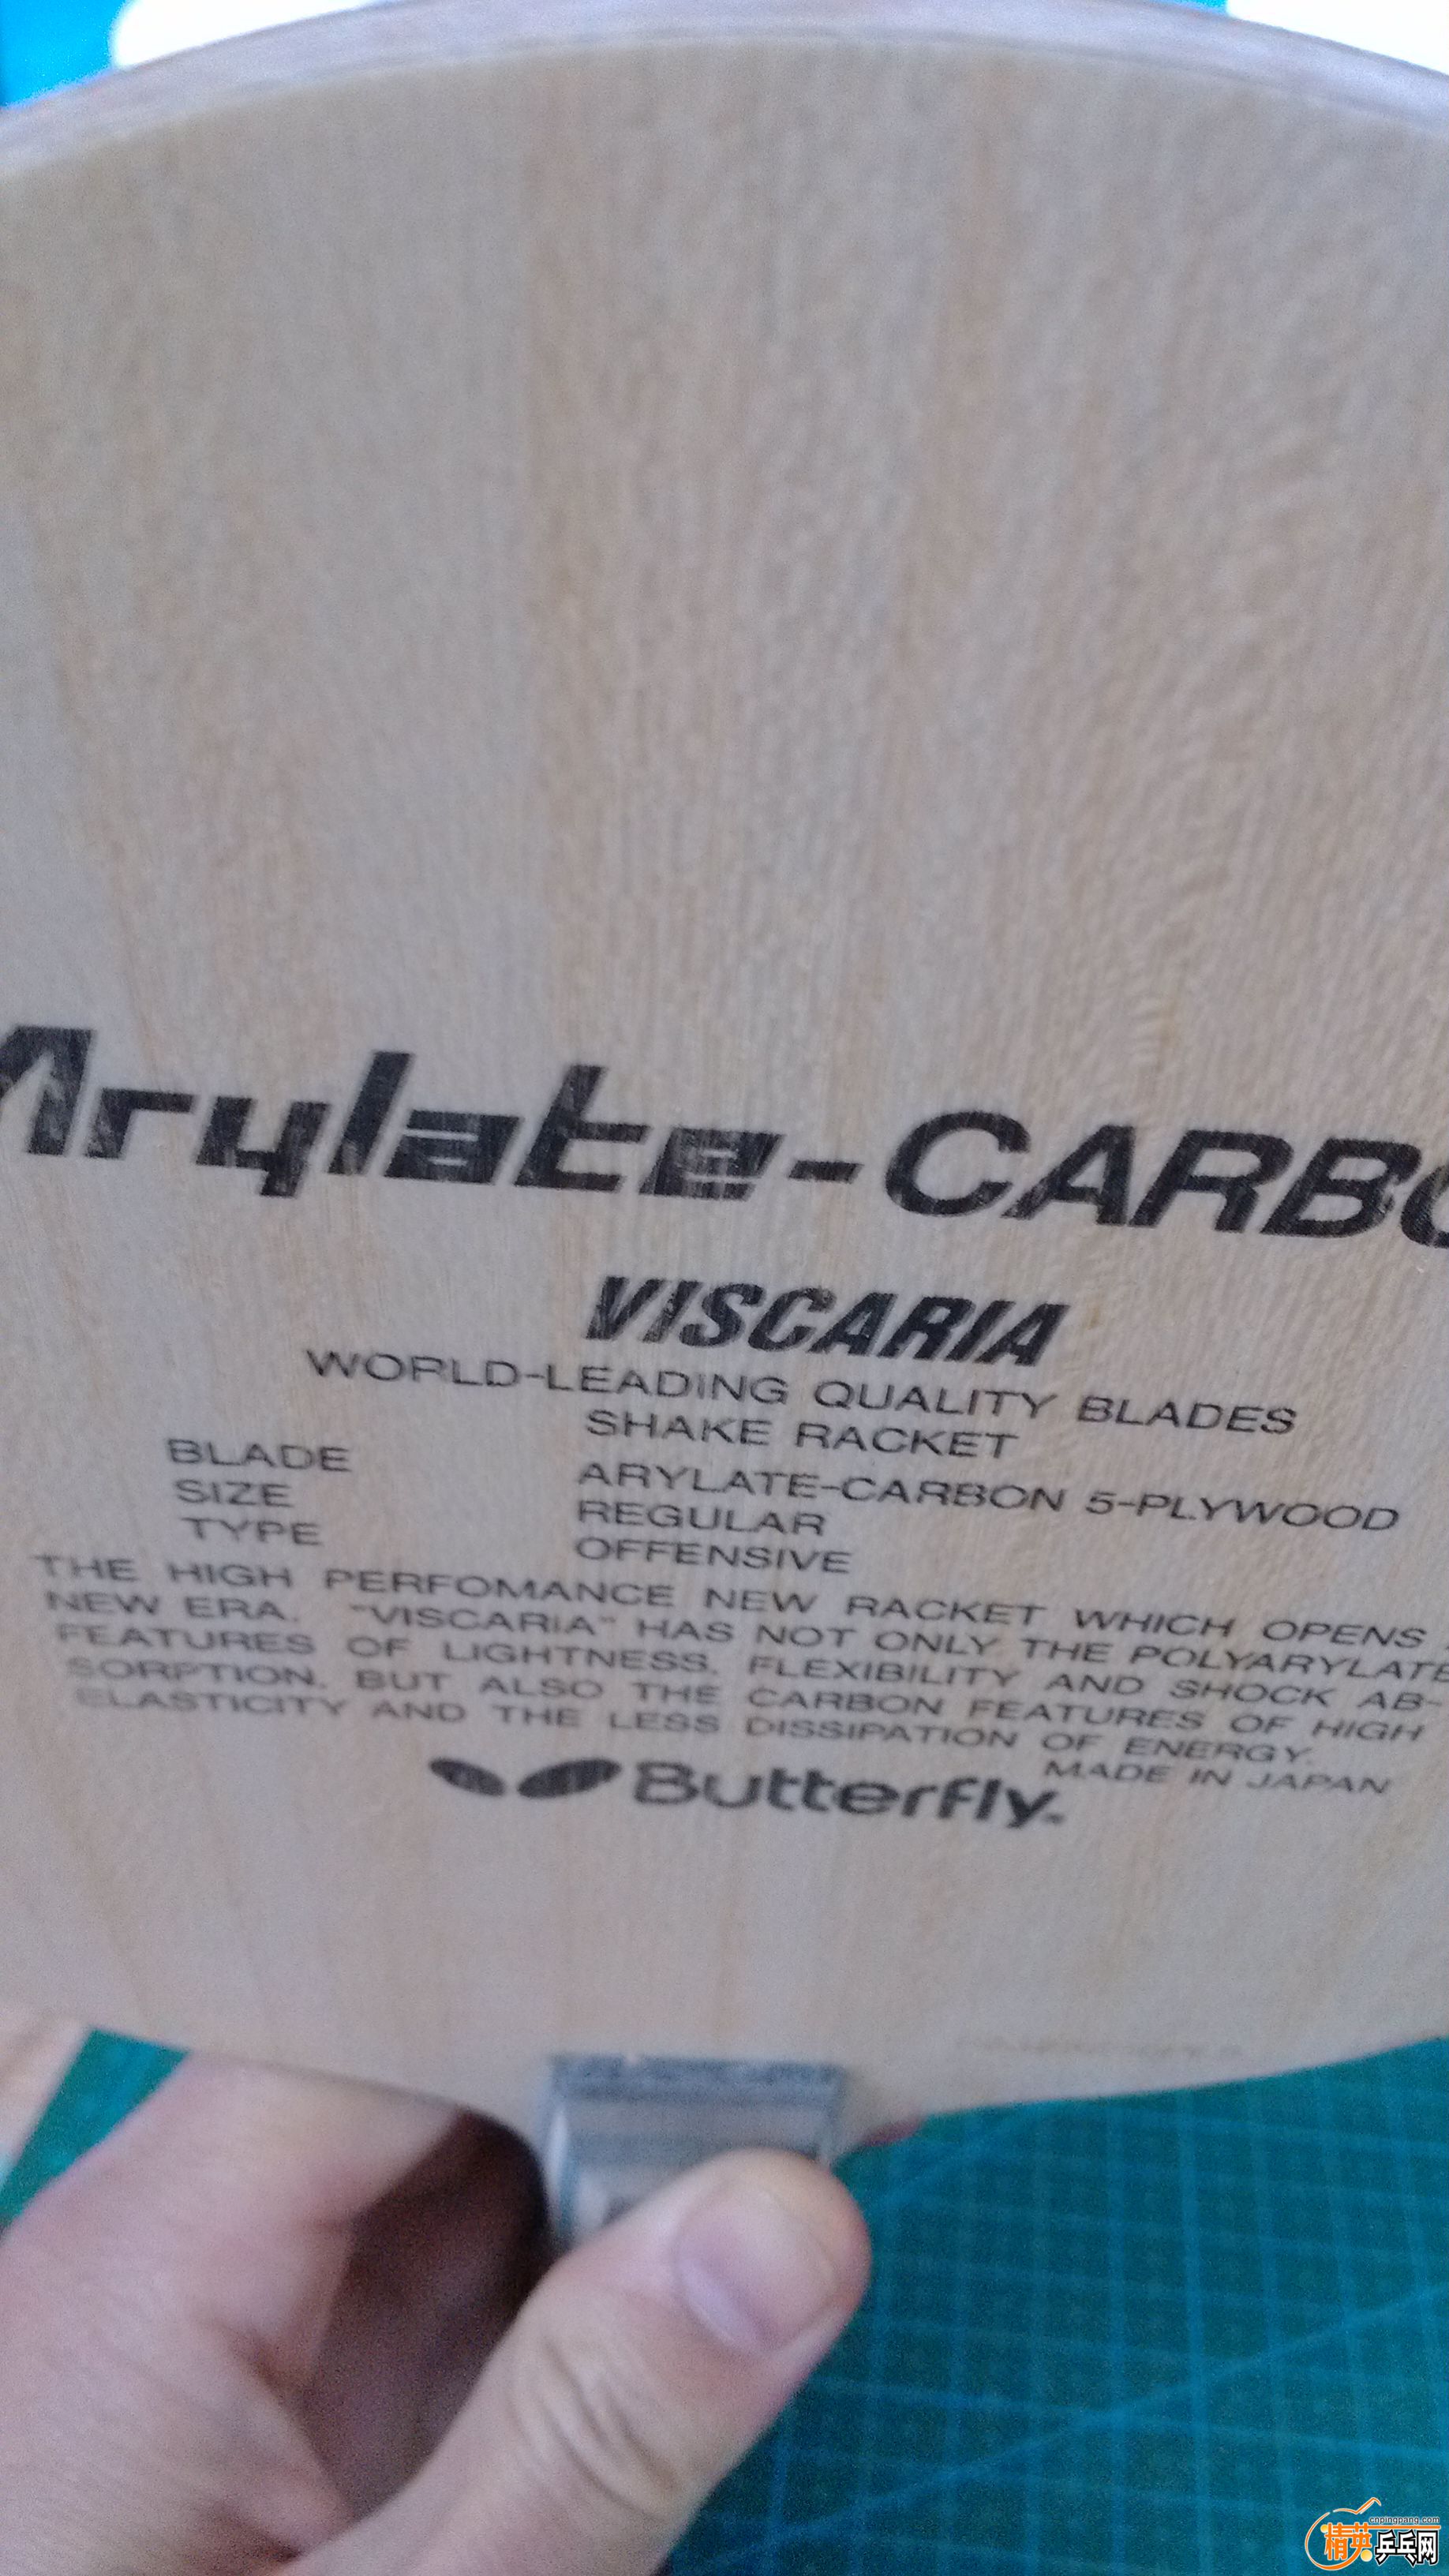 Arylate-CARBO
VISCARIA
WORLD-LEADING QUALITY BLADES
SHAKE RACKET
BLADE ARYLATE-CARBON 5-PLYWOOD
SIZE REGULAR
TYPE OFFENSIVE
THE HIGH PERFOMANCE NEW RACKET WHICH OPENS
NEW ERA. "VISCARIA" HAS NOT ONLY THE POLYARYLATE
FEATURES OF LIGHTNESS, FLEXIBILITY AND SHOCK AB-
SORPTION, BUT ALSO THE CARBON FEATURES OF HIGH
ELASTICITY AND THE LESS DISSIPATION OF ENERGY.
MADE IN JAPAN
Butterfly
cnpingpang.com
精英乒乓网